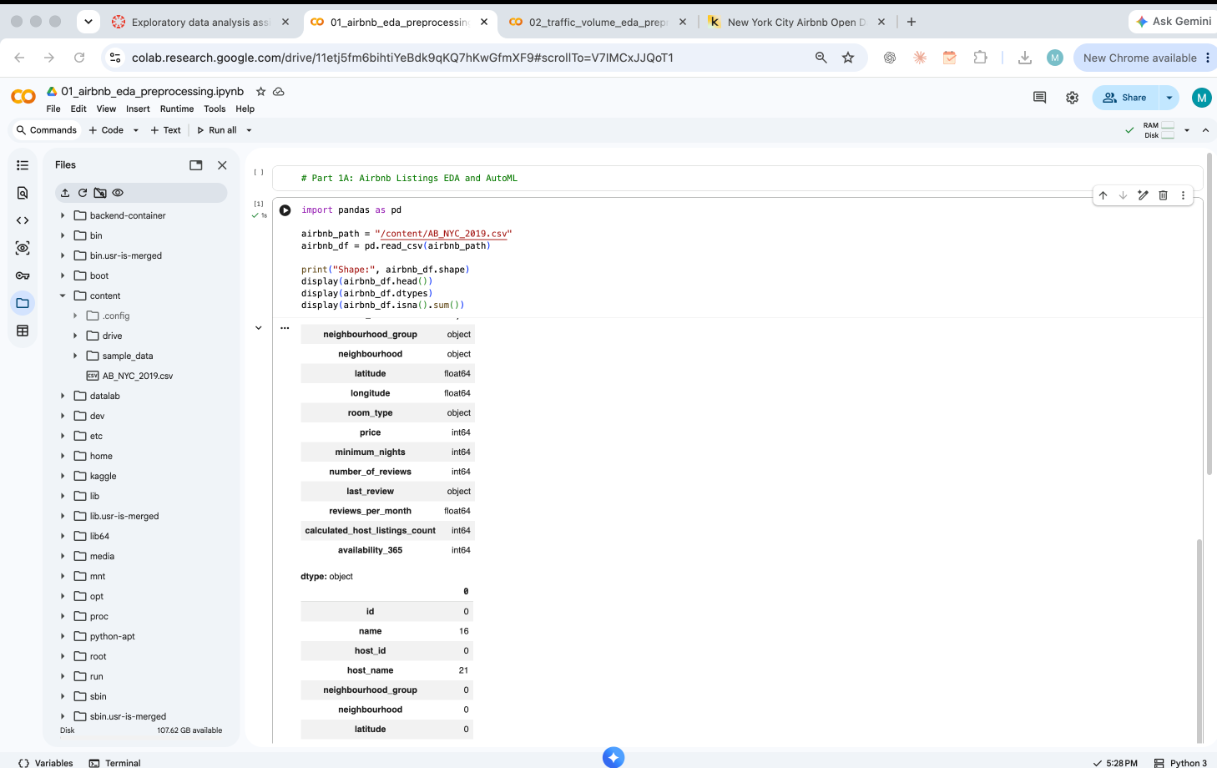 Exploratory data analysis ass
01_airbnb_eda_preprocessing
02_traffic_volume_eda_prep
New York City Airbnb Open D
Ask Gemini
colab.research.google.com/drive/11etj5fm6bihtiYeBdk9qKQ7hKwGfmXF9#scrollTo=V7IMCxJJQoT1
M
New Chrome available
01_airbnb_eda_preprocessing.ipynb
File Edit View Insert Runtime Tools Help
Share
M
Commands + Code + Text Run all
RAM
Disk
Files
backend-container
bin
bin.usr-is-merged
boot
content
.config
drive
sample_data
AB_NYC_2019.csv
datalab
dev
etc
home
kaggle
lib
lib.usr-is-merged
lib64
media
mnt
opt
proc
python-apt
root
run
sbin
sbin.usr-is-merged
Disk 107.62 GB available
[ ]
# Part 1A: Airbnb Listings EDA and AutoML
[1]
import pandas as pd
airbnb_path = "/content/AB_NYC_2019.csv"
airbnb_df = pd.read_csv(airbnb_path)
print("Shape:", airbnb_df.shape)
display(airbnb_df.head())
display(airbnb_df.dtypes)
display(airbnb_df.isna().sum())
neighbourhood_group object
neighbourhood object
latitude float64
longitude float64
room_type object
price int64
minimum_nights int64
number_of_reviews int64
last_review object
reviews_per_month float64
calculated_host_listings_count int64
availability_365 int64
dtype: object
0
id 0
name 16
host_id 0
host_name 21
neighbourhood_group 0
neighbourhood 0
latitude 0
Variables Terminal
5:28 PM Python 3